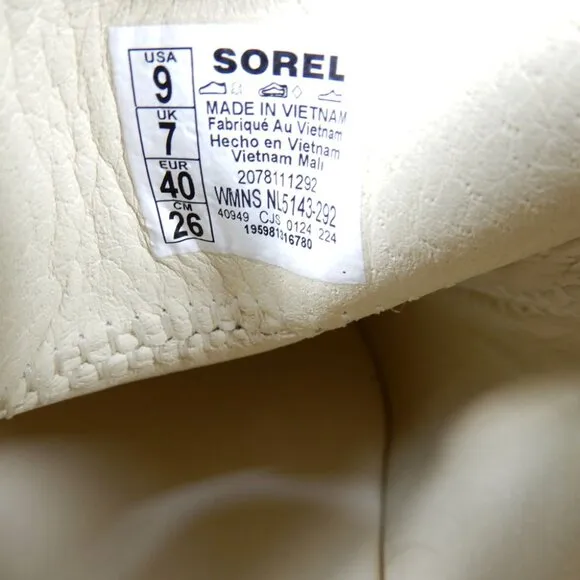 USA
9
UK
7
EUR
40
CM
26
SOREL
MADE IN VIETNAM
Fabriqué Au Vietnam
Hecho en Vietnam
Vietnam Mali
2078111292
WMNS NL5143-292
40949 CJS 0124 224